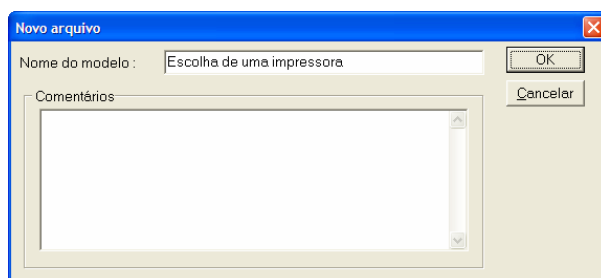 Novo arquivo
Nome do modelo : Escolha de uma impressora
OK
Cancelar
Comentários